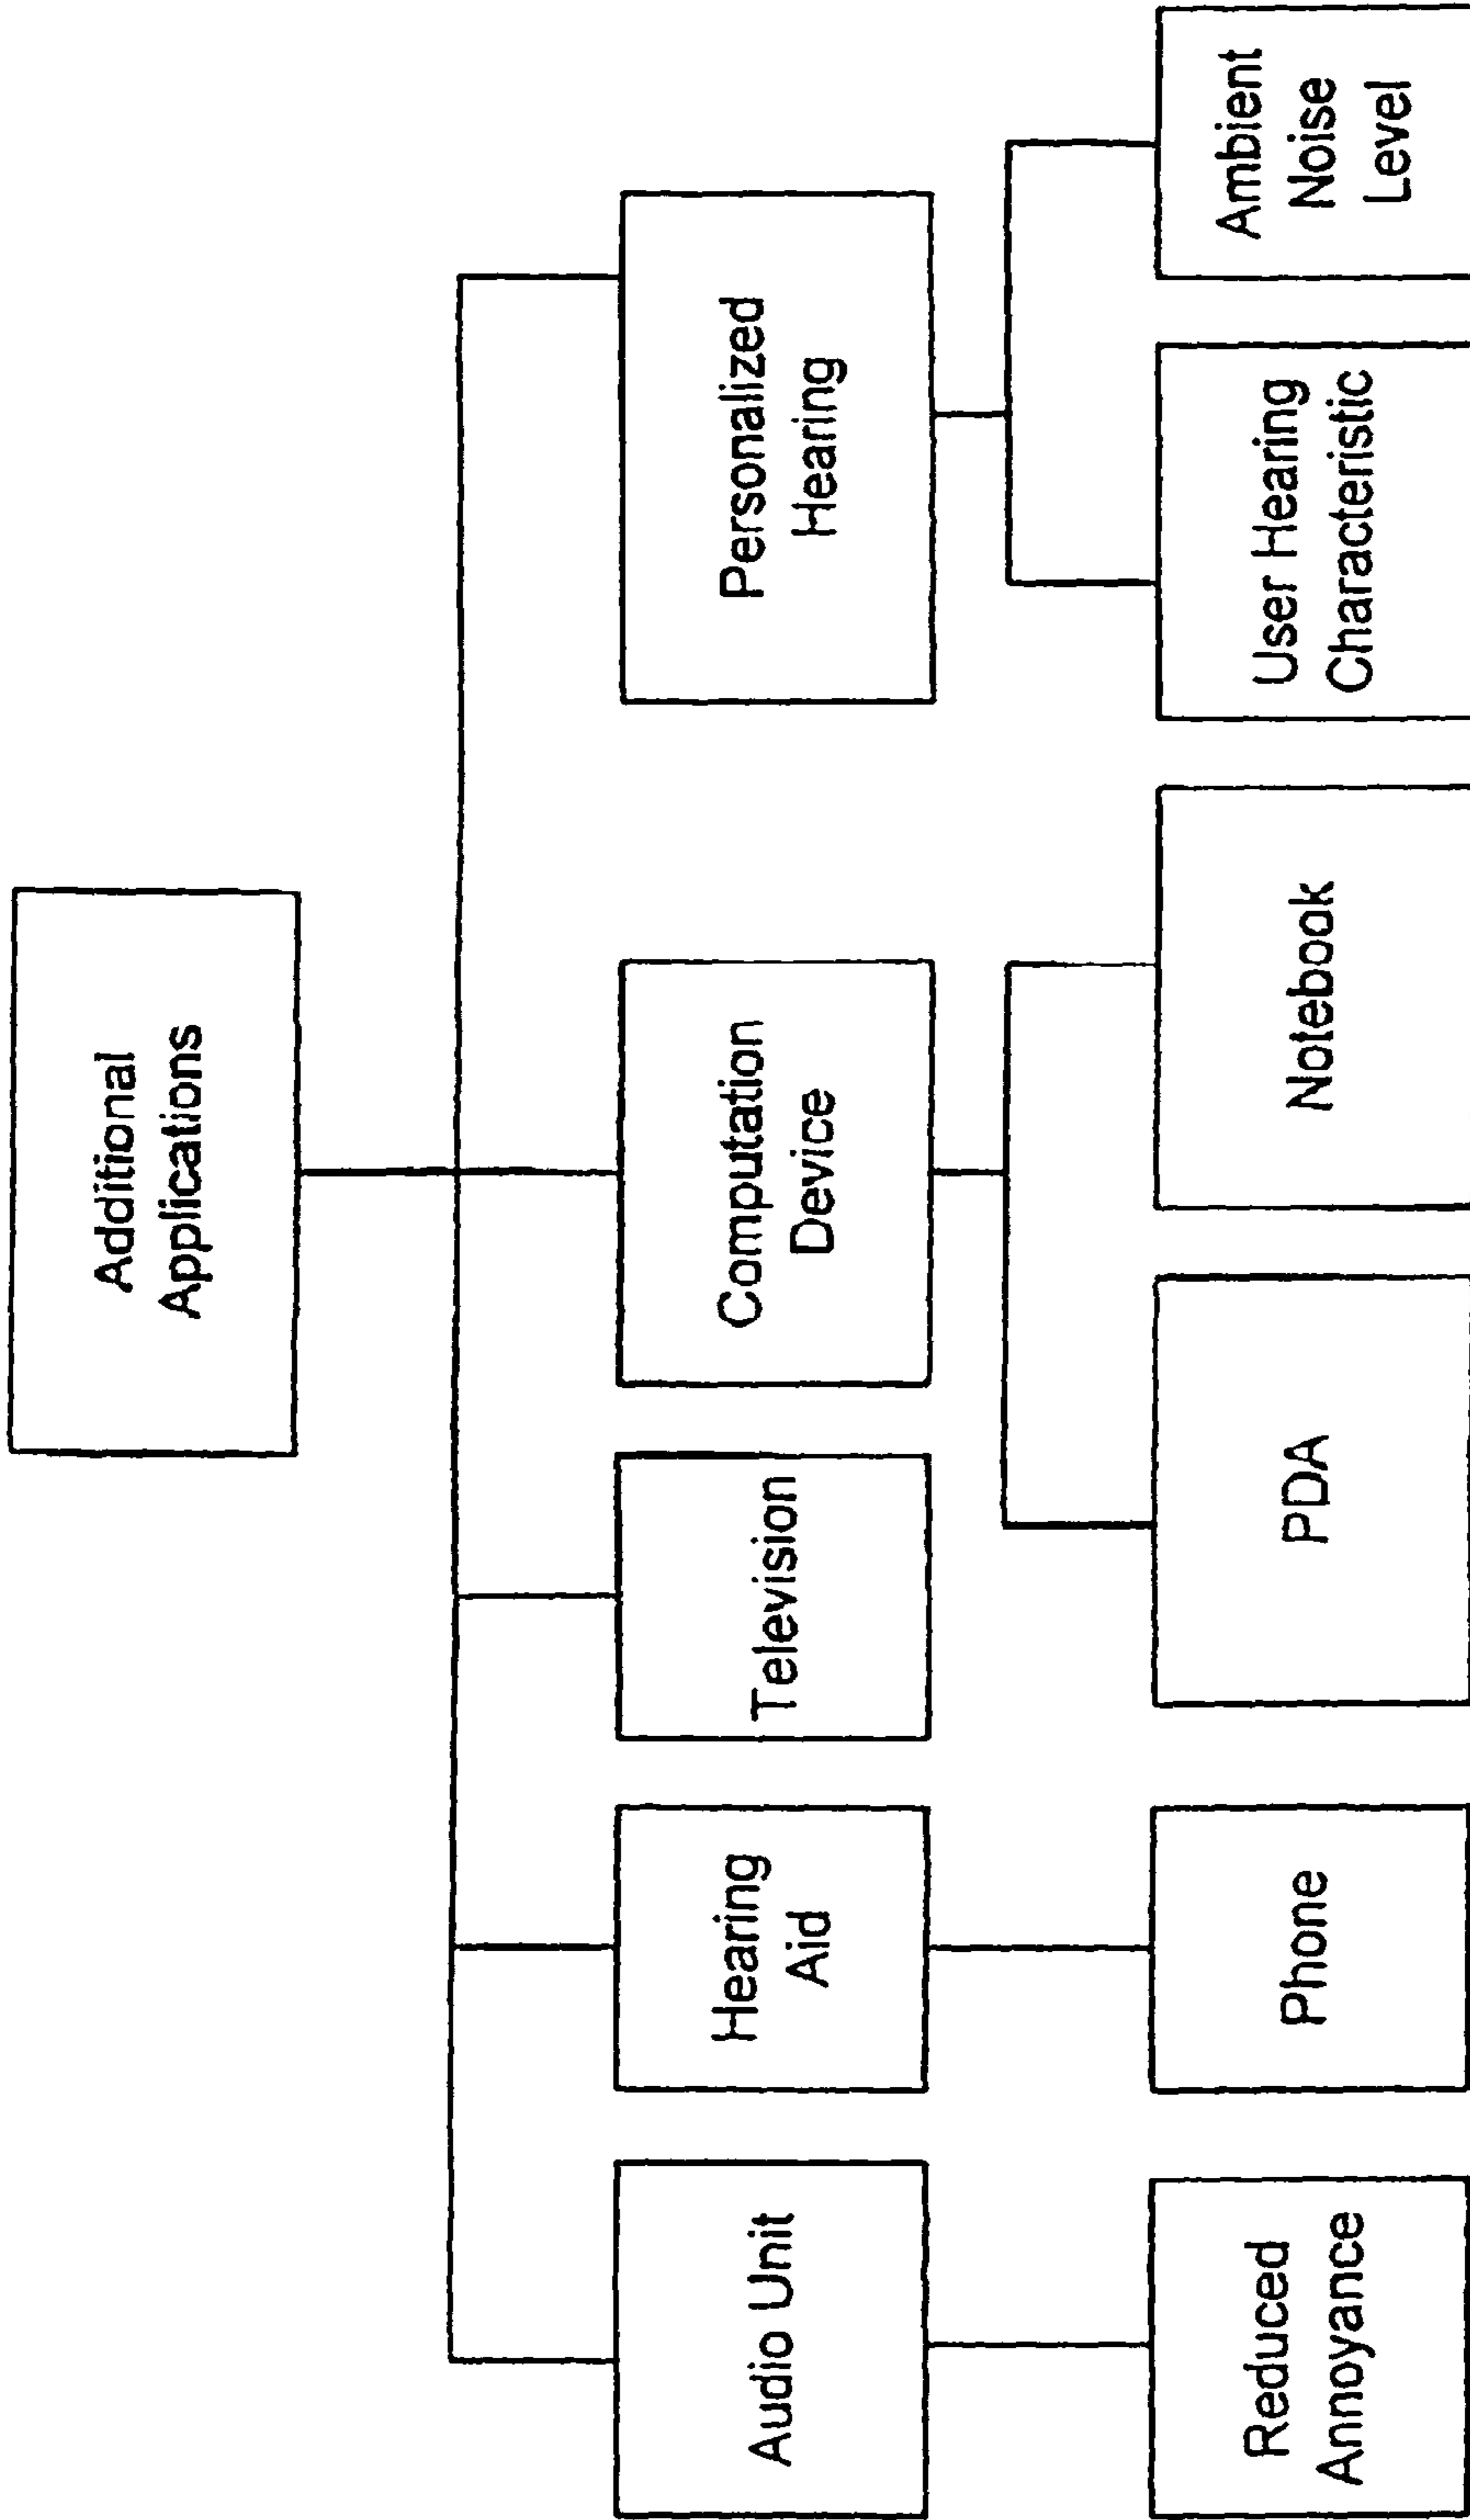 Additional
Applications
Audio Unit
Hearing
Aid
Television
Computation
Device
Personalized
Hearing
Reduced
Annoyance
Phone
PDA
Notebook
User Hearing
Characteristic
Ambient
Noise
Level